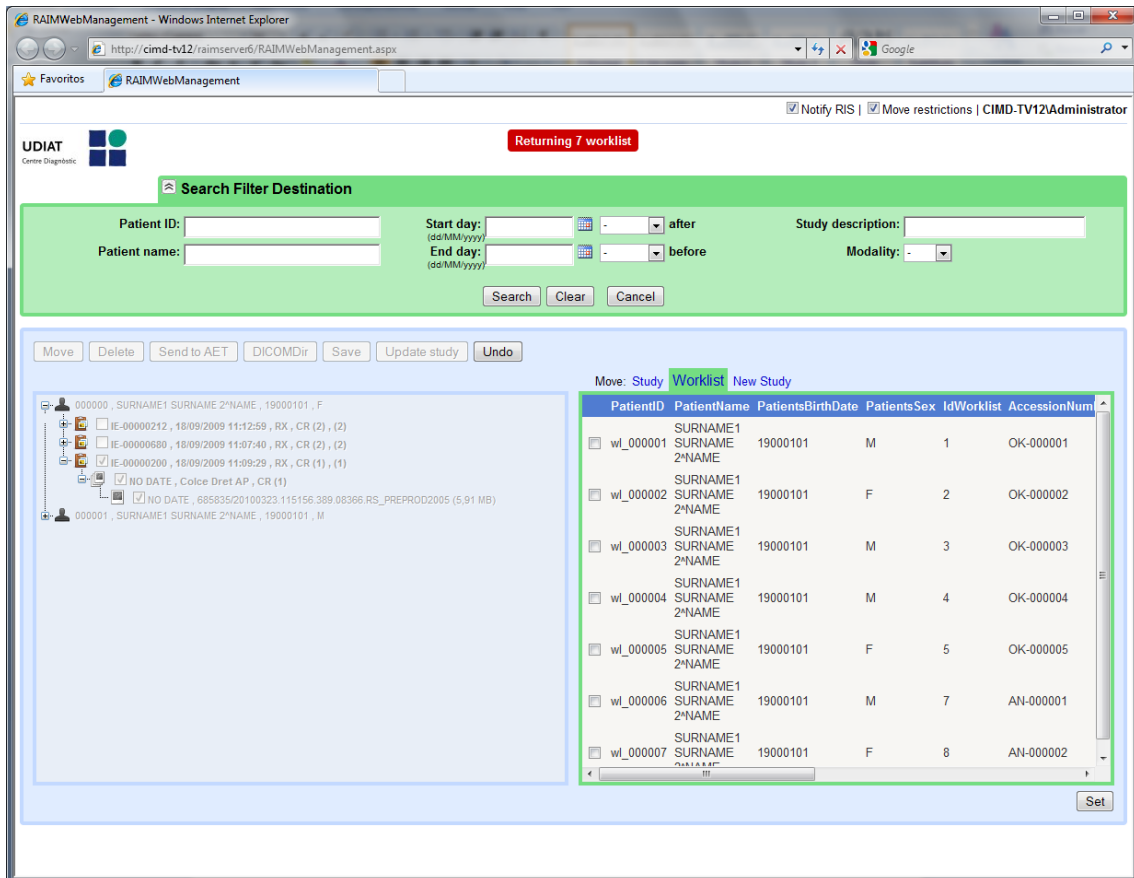 RAIMWebManagement - Windows Internet Explorer
http://cimd-tv12/raimserver6/RAIMWebManagement.aspx
Google
Favoritos RAIMWebManagement
Notify RIS | Move restrictions | CIMD-TV12\Administrator
UDIAT
Centre Diagnòstic
Returning 7 worklist
Search Filter Destination
Patient ID: Start day: - after Study description:
(dd/MM/yyyy)
Patient name: End day: - before Modality: -
(dd/MM/yyyy)
Search Clear Cancel
Move Delete Send to AET DICOMDir Save Update study Undo
Move: Study Worklist New Study
000000 , SURNAME1 SURNAME 2^NAME , 19000101 , F
IE-00000212 , 18/09/2009 11:12:59 , RX , CR (2) , (2)
IE-00000680 , 18/09/2009 11:07:40 , RX , CR (2) , (2)
IE-00000200 , 18/09/2009 11:09:29 , RX , CR (1) , (1)
NO DATE , Colce Dret AP , CR (1)
NO DATE , 685835/20100323.115156.389.08366.RS_PREPROD2005 (5,91 MB)
000001 , SURNAME1 SURNAME 2^NAME , 19000101 , M
PatientID PatientName PatientsBirthDate PatientsSex IdWorklist AccessionNum
SURNAME1
wl_000001 SURNAME 19000101 M 1 OK-000001
2^NAME
SURNAME1
wl_000002 SURNAME 19000101 F 2 OK-000002
2^NAME
SURNAME1
wl_000003 SURNAME 19000101 M 3 OK-000003
2^NAME
SURNAME1
wl_000004 SURNAME 19000101 M 4 OK-000004
2^NAME
SURNAME1
wl_000005 SURNAME 19000101 F 5 OK-000005
2^NAME
SURNAME1
wl_000006 SURNAME 19000101 M 7 AN-000001
2^NAME
SURNAME1
wl_000007 SURNAME 19000101 F 8 AN-000002
2^NAME
Set